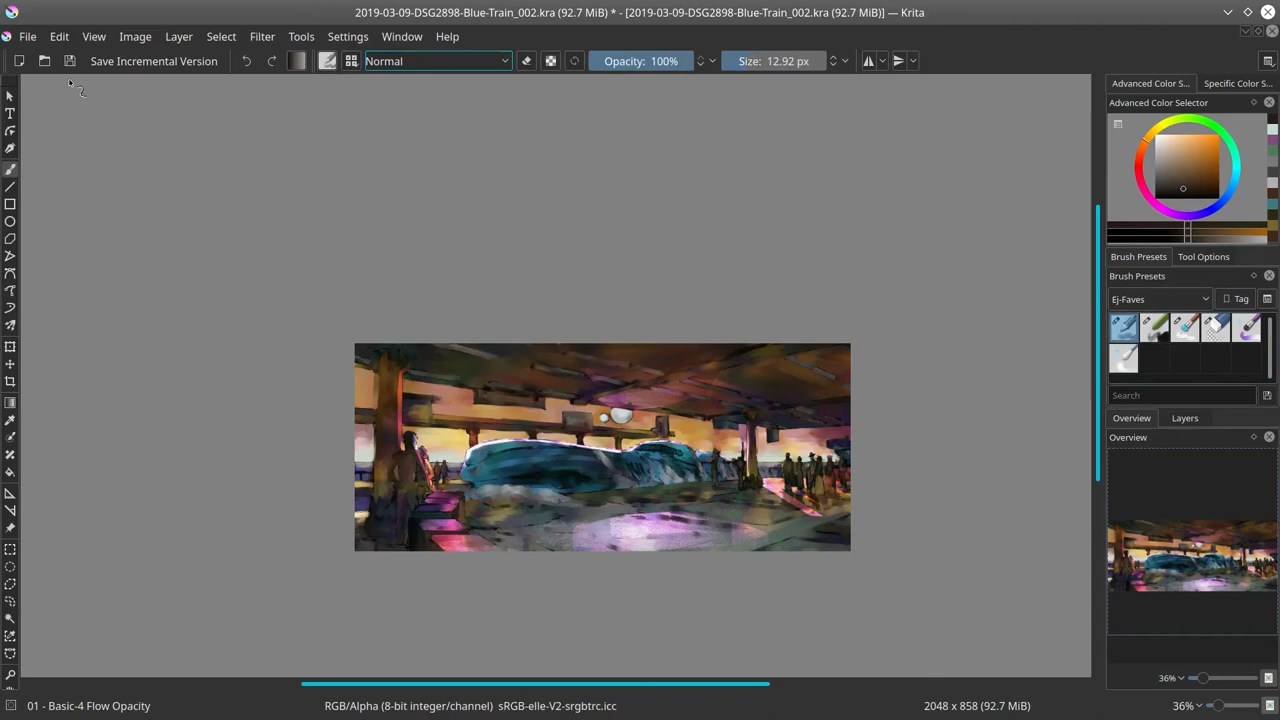 2019-03-09-DSG2898-Blue-Train_002.kra (92.7 MiB) * - [2019-03-09-DSG2898-Blue-Train_002.kra (92.7 MiB)] — Krita
File Edit View Image Layer Select Filter Tools Settings Window Help
Save Incremental Version Normal Opacity: 100% Size: 12.92 px
Advanced Color S... Specific Color S...
Advanced Color Selector
Brush Presets Tool Options
Brush Presets
Ej-Faves Tag
Search
Overview Layers
Overview
36%
01 - Basic-4 Flow Opacity RGB/Alpha (8-bit integer/channel) sRGB-elle-V2-srgbtrc.icc 2048 x 858 (92.7 MiB) 36%